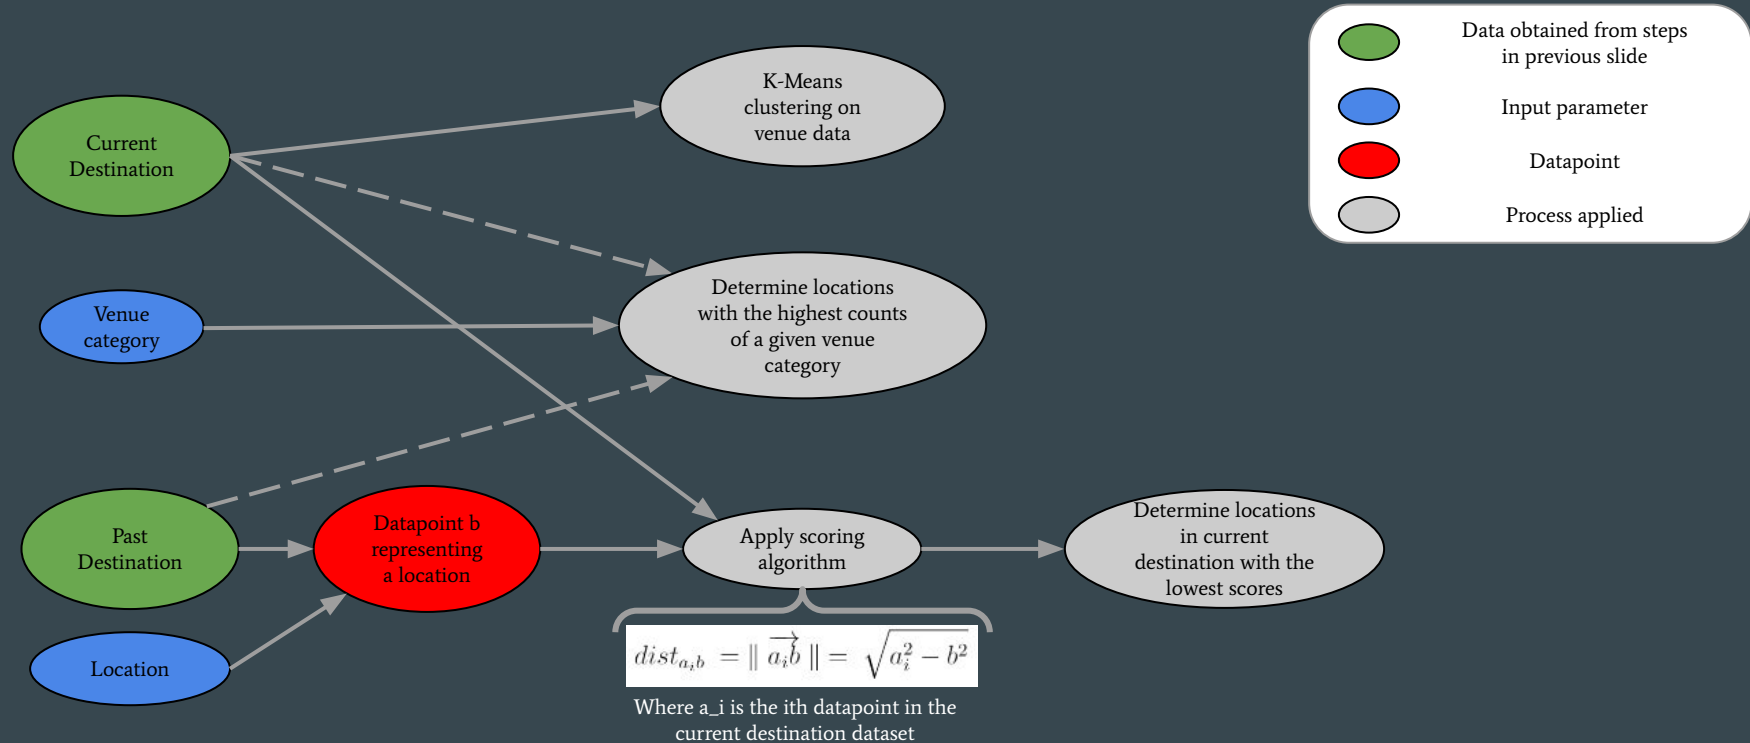 Current
Destination
Venue
category
Past
Destination
Location
Datapoint b
representing
a location
K-Means
clustering on
venue data
Determine locations
with the highest counts
of a given venue
category
Apply scoring
algorithm
Determine locations
in current
destination with the
lowest scores
dist_{a_i b} = ‖ \overrightarrow{a_i b} ‖ = \sqrt{a_i^2 - b^2}
Where a_i is the ith datapoint in the
current destination dataset
Data obtained from steps
in previous slide
Input parameter
Datapoint
Process applied